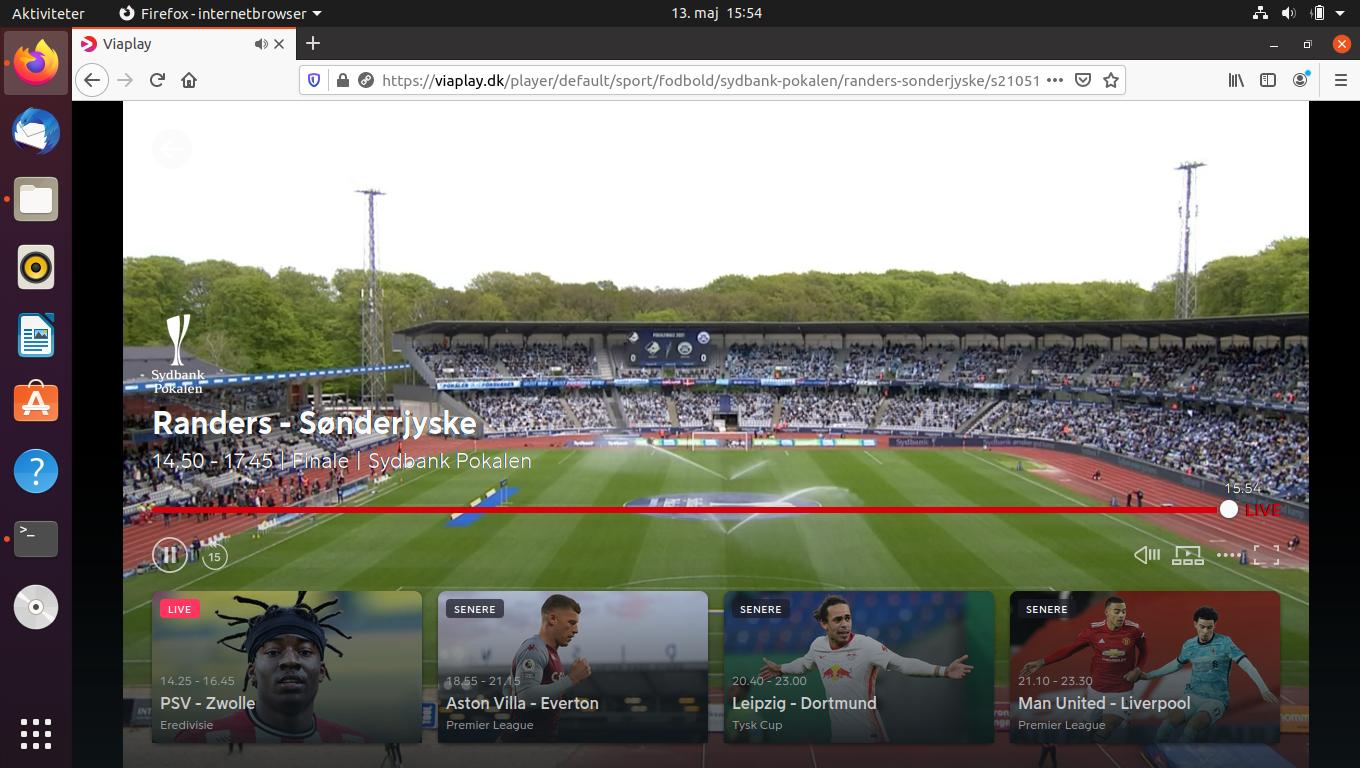 Aktiviteter
Firefox - internetbrowser
13. maj 15:54
Viaplay
https://viaplay.dk/player/default/sport/fodbold/sydbank-pokalen/randers-sonderjyske/s21051
0 0
Sydbank
Pokalen
Randers - Sønderjyske
14.50 - 17.45 | Finale | Sydbank Pokalen
15.54
LIVE
15
LIVE
14.25 - 16.45
PSV - Zwolle
Eredivisie
SENERE
18.55 - 21.15
Aston Villa - Everton
Premier League
SENERE
20.40 - 23.00
Leipzig - Dortmund
Tysk Cup
SENERE
21.10 - 23.30
Man United - Liverpool
Premier League